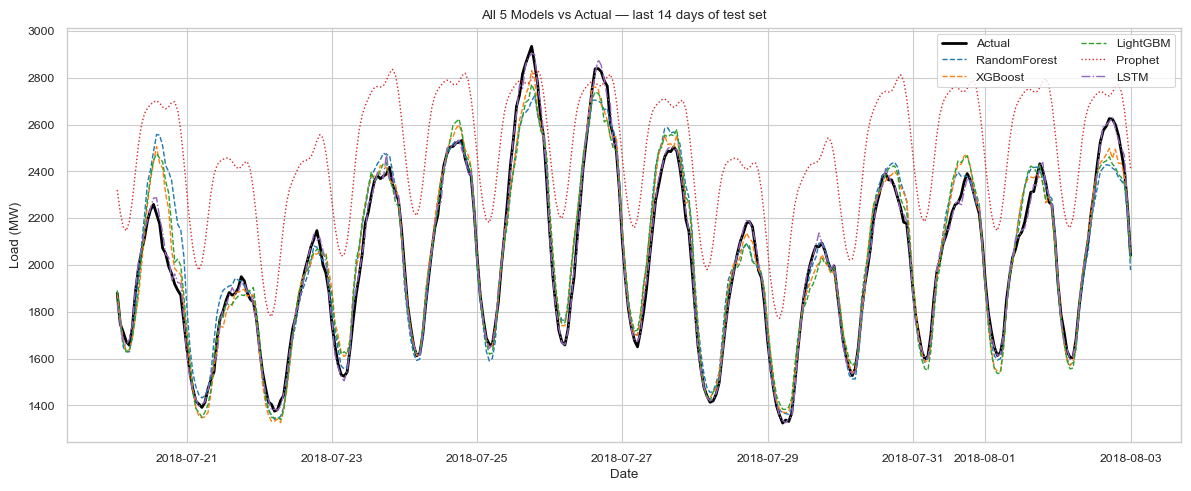 All 5 Models vs Actual — last 14 days of test set
3000
2800
2600
2400
2200
2000
1800
1600
1400
Load (MW)
Actual
RandomForest
XGBoost
LightGBM
Prophet
LSTM
2018-07-21
2018-07-23
2018-07-25
2018-07-27
2018-07-29
2018-07-31
2018-08-01
2018-08-03
Date